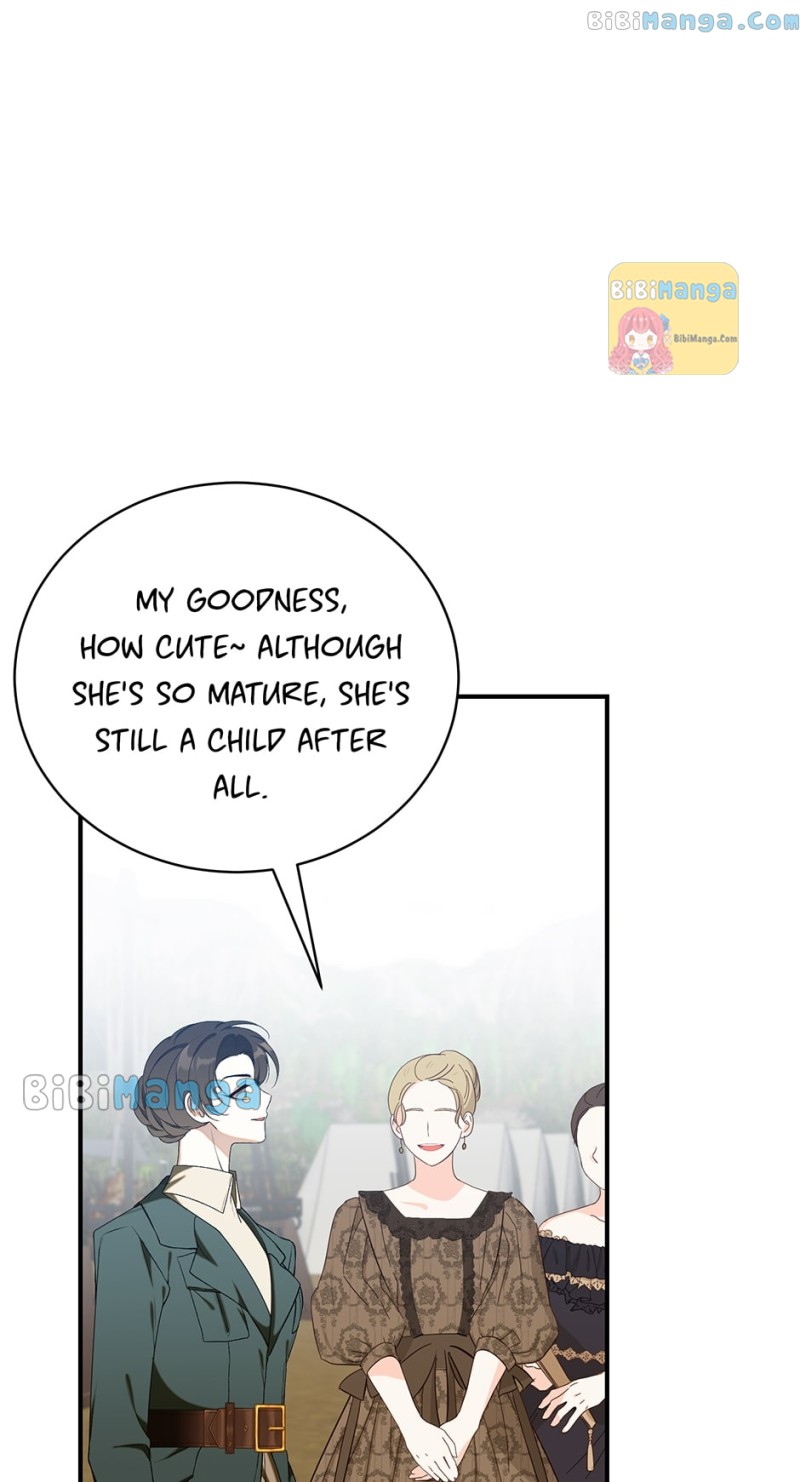 BiBiManga.Com
BiBiManga
BibiManga.Com
MY GOODNESS,
HOW CUTE~ ALTHOUGH
SHE'S SO MATURE, SHE'S
STILL A CHILD AFTER
ALL.
BiBiManga